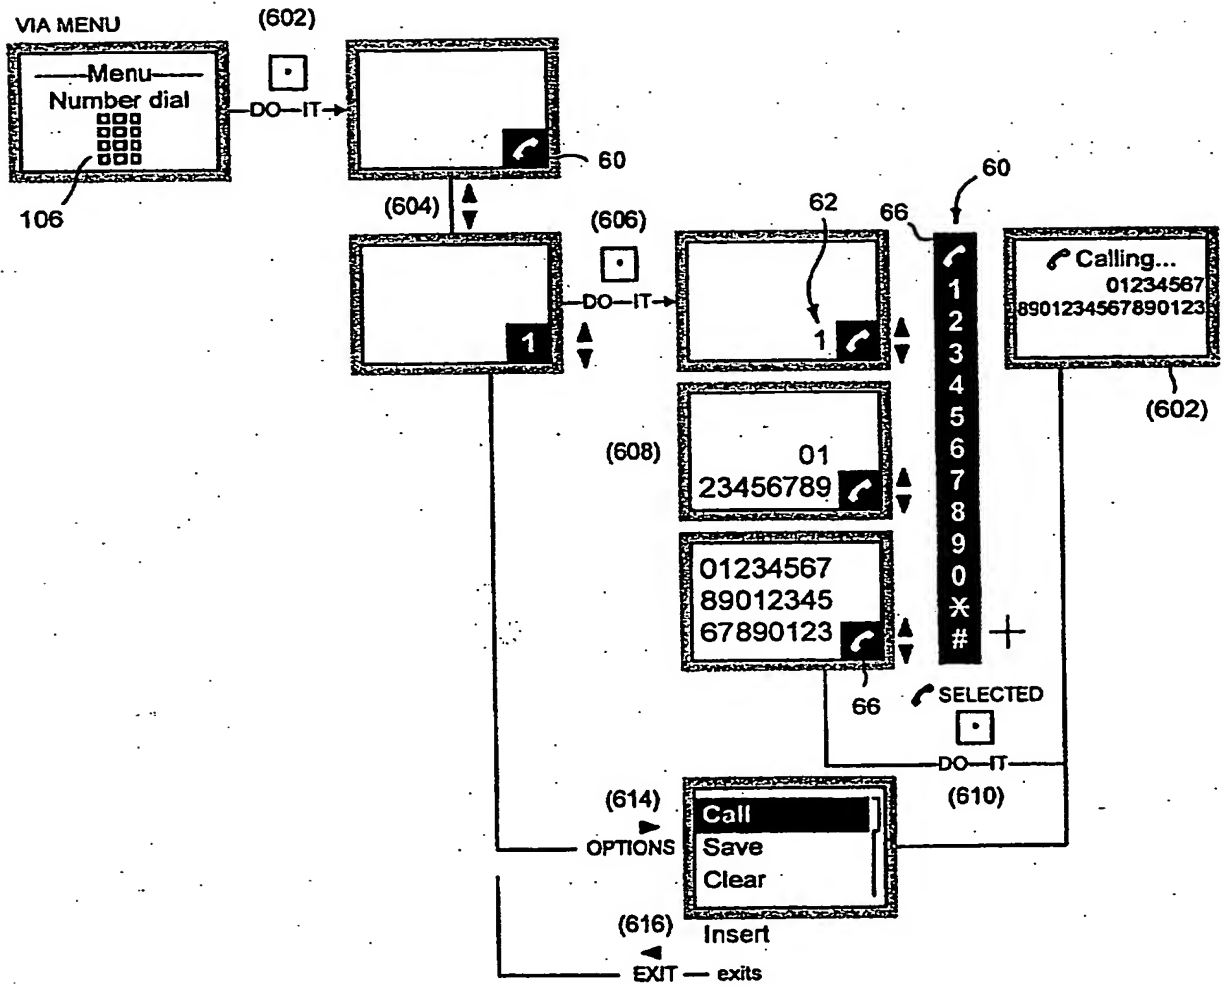 VIA MENU
(602)
Menu
Number dial
DO—IT
106
60
(604)
1
(606)
DO—IT
62
1
66
60
1
2
3
4
5
6
7
8
9
0
*
#
Calling...
01234567
8901234567890123
(602)
(608)
01
23456789
01234567
89012345
67890123
66
SELECTED
DO—IT
(610)
(614)
OPTIONS
Call
Save
Clear
Insert
(616)
EXIT — exits